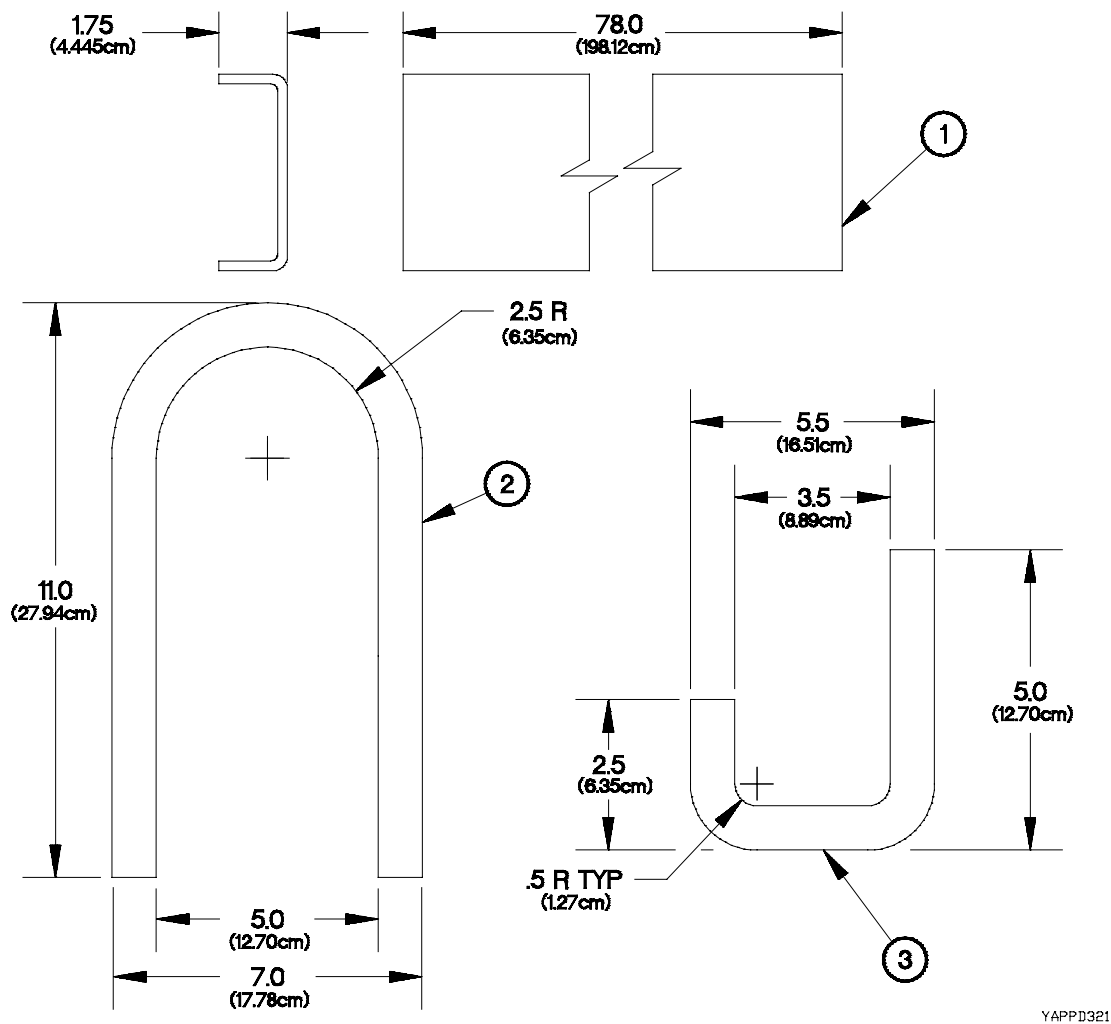 1.75
(4.445cm)
78.0
(198.12cm)
1
2.5 R
(6.35cm)
5.5
(16.51cm)
2
3.5
(8.89cm)
11.0
(27.94cm)
5.0
(12.70cm)
2.5
(6.35cm)
.5 R TYP
(1.27cm)
5.0
(12.70cm)
3
7.0
(17.78cm)
YAPPD321